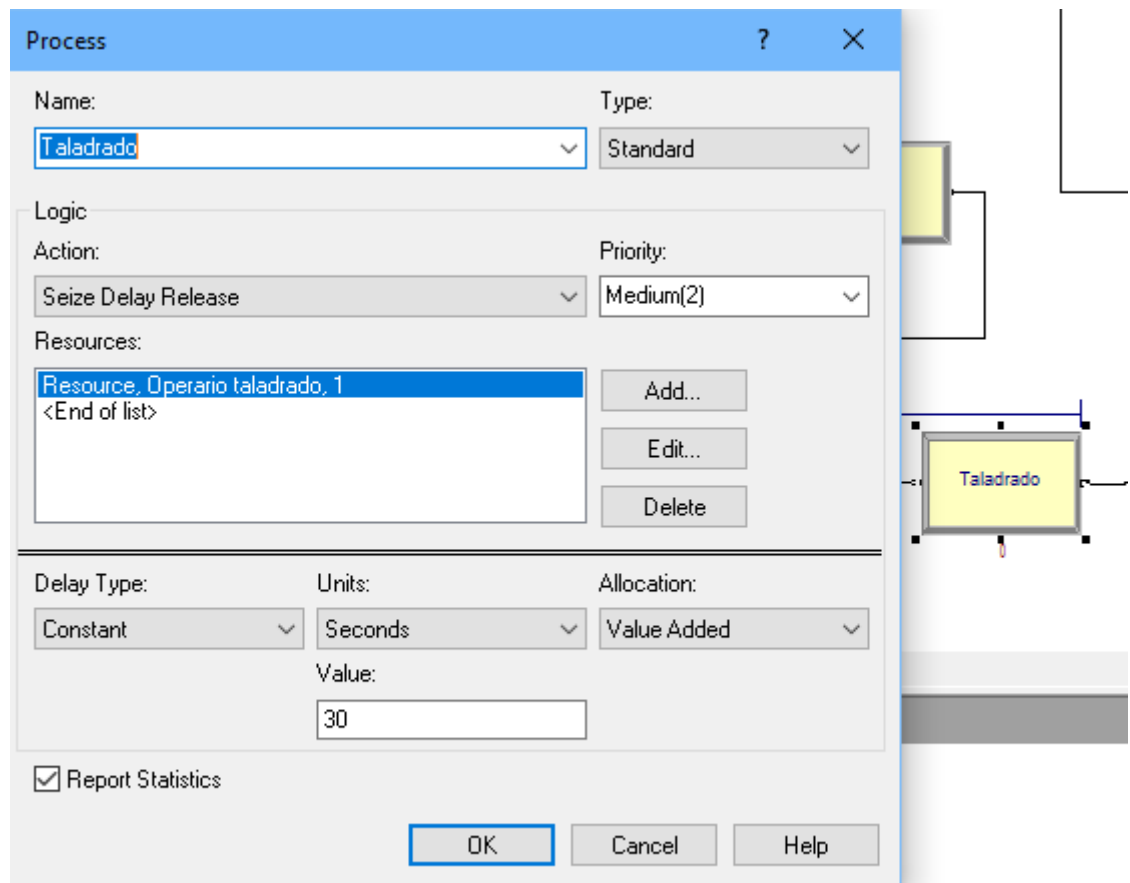 Process ?
Name: Type:
Taladrado Standard
Logic
Action: Priority:
Seize Delay Release Medium(2)
Resources:
Resource, Operario taladrado, 1
<End of list>
Add...
Edit...
Delete
Taladrado
0
Delay Type: Units: Allocation:
Constant Seconds Value Added
Value:
30
Report Statistics
OK Cancel Help